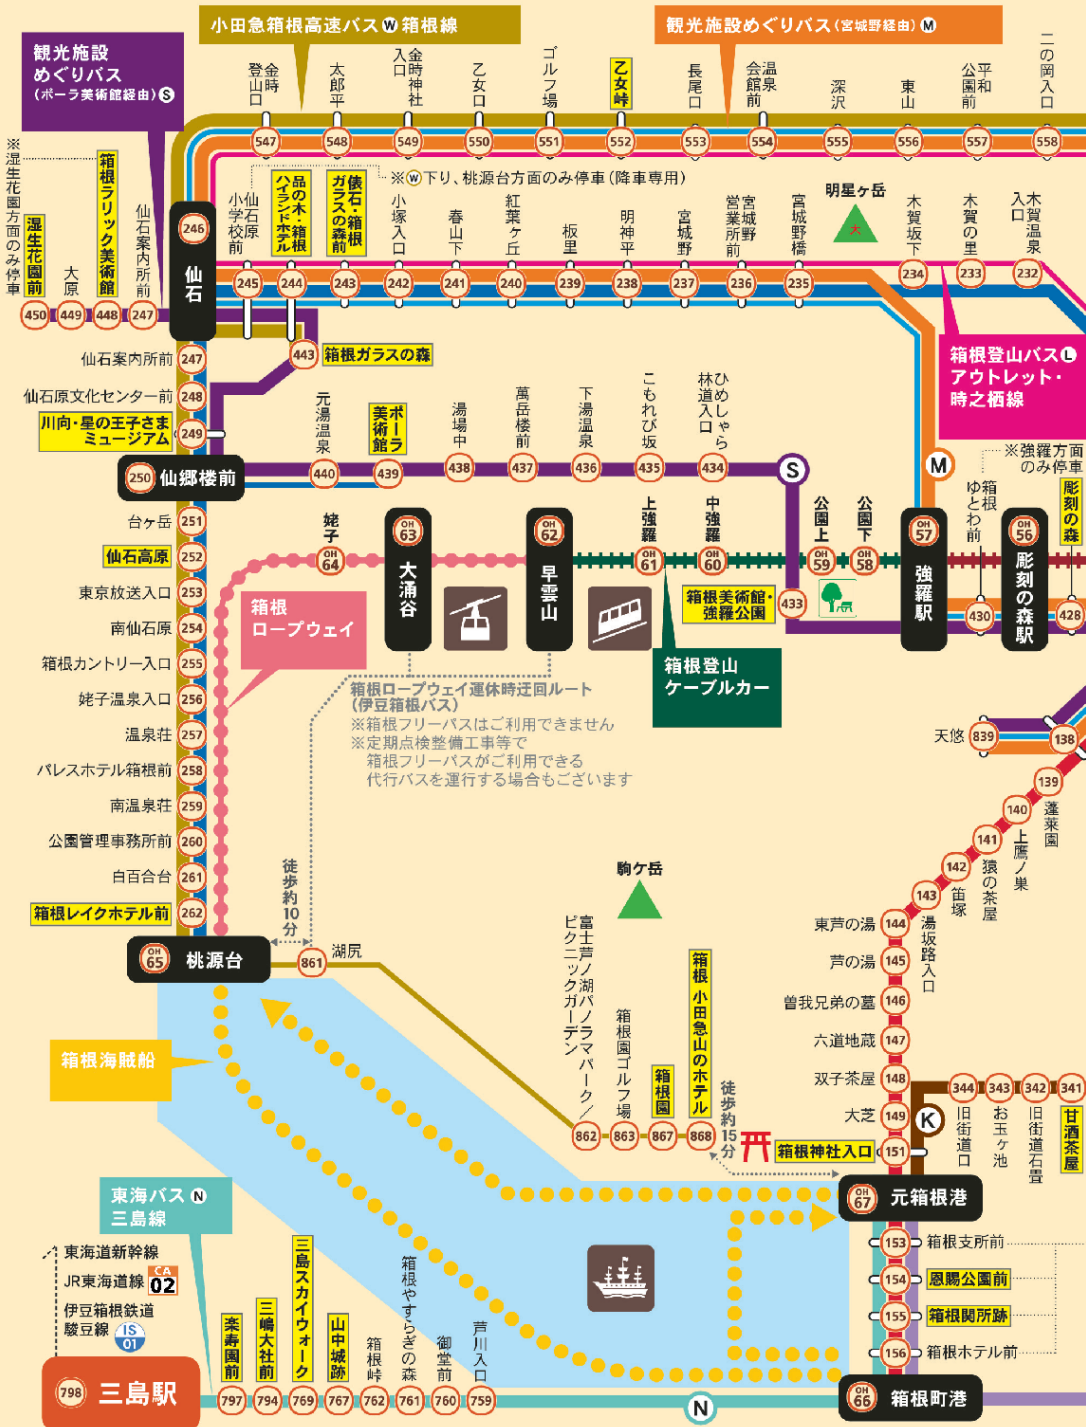 小田急箱根高速バスⓌ箱根線
観光施設めぐりバス(宮城野経由)Ⓜ
観光施設
めぐりバス
(ポーラ美術館経由)Ⓢ
金時登山口
太郎平
金時神社入口
乙女口
ゴルフ場
乙女峠
長尾口
温泉会館前
深沢
東山
平和公園前
二の岡入口
547
548
549
550
551
552
553
554
555
556
557
558
※Ⓦ下り、桃源台方面のみ停車(降車専用)
※湿生花園方面のみ停車
湿生花園前
大原
箱根ラリック美術館
仙石案内所前
450
449
448
247
246
仙石
仙石原小学校前
品の木・箱根ハイランドホテル
俵石・箱根ガラスの森前
小塚入口
春山下
紅葉ヶ丘
板里
明神平
宮城野
宮城野営業所前
宮城野橋
明星ヶ岳
大
木賀坂下
木賀の里
木賀温泉入口
245
244
243
242
241
240
239
238
237
236
235
234
233
232
443
箱根ガラスの森
箱根登山バスⓁ
アウトレット・
時之栖線
仙石案内所前 247
仙石原文化センター前 248
川向・星の王子さま
ミュージアム
249
250 仙郷楼前
元湯温泉
ポーラ美術館
湯場中
萬岳楼前
下湯温泉
こもれび坂
ひめしゃら林道入口
440
439
438
437
436
435
434
S
M
※強羅方面
のみ停車
箱根ゆとわ前
彫刻の森
台ヶ岳 251
仙石高原 252
東京放送入口 253
南仙石原 254
箱根カントリー入口 255
姥子温泉入口 256
温泉荘 257
パレスホテル箱根前 258
南温泉荘 259
公園管理事務所前 260
白百合台 261
箱根レイクホテル前 262
姥子
OH 64
OH 63
大涌谷
OH 62
早雲山
上強羅
OH 61
中強羅
OH 60
公園上
OH 59
公園下
OH 58
OH 57
強羅駅
OH 56
彫刻の森駅
箱根美術館・
強羅公園
433
430
428
箱根
ロープウェイ
箱根登山
ケーブルカー
箱根ロープウェイ運休時迂回ルート
(伊豆箱根バス)
※箱根フリーパスはご利用できません
※定期点検整備工事等で
箱根フリーパスがご利用できる
代行バスを運行する場合もございます
天悠 839
138
139
蓬莱園
140
上鷹ノ巣
141
猿の茶屋
142
笛塚
143
湯坂路入口
東芦の湯 144
芦の湯 145
曽我兄弟の墓 146
六道地蔵 147
双子茶屋 148
大芝 149
箱根神社入口 151
徒歩約10分
OH 65 桃源台
861 湖尻
駒ケ岳
富士芦ノ湖パノラマパーク/
ピクニックガーデン
箱根園ゴルフ場
箱根園
箱根 小田急山のホテル
862
863
867
868
徒歩約15分
K
344
343
342
341
旧街道口
お玉ヶ池
旧街道石畳
甘酒茶屋
箱根海賊船
OH 67 元箱根港
153 箱根支所前
154 恩賜公園前
155 箱根関所跡
156 箱根ホテル前
OH 66 箱根町港
東海バスⓃ
三島線
東海道新幹線
JR東海道線 CA 02
伊豆箱根鉄道
駿豆線 IS 01
798 三島駅
楽寿園前
三嶋大社前
三島スカイウォーク
山中城跡
箱根峠
箱根やすらぎの森
御堂前
芦川入口
797
794
769
767
762
761
760
759
N